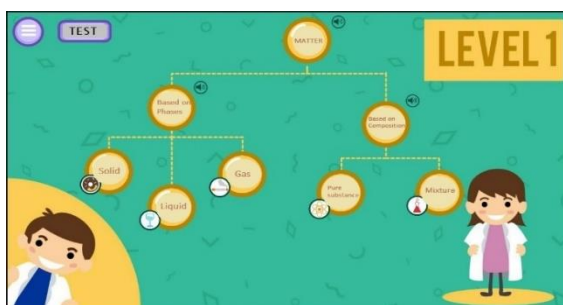 TEST
MATTER
LEVEL 1
Based on
Phases
Based on
Composition
Solid
Liquid
Gas
Pure
substance
Mixture